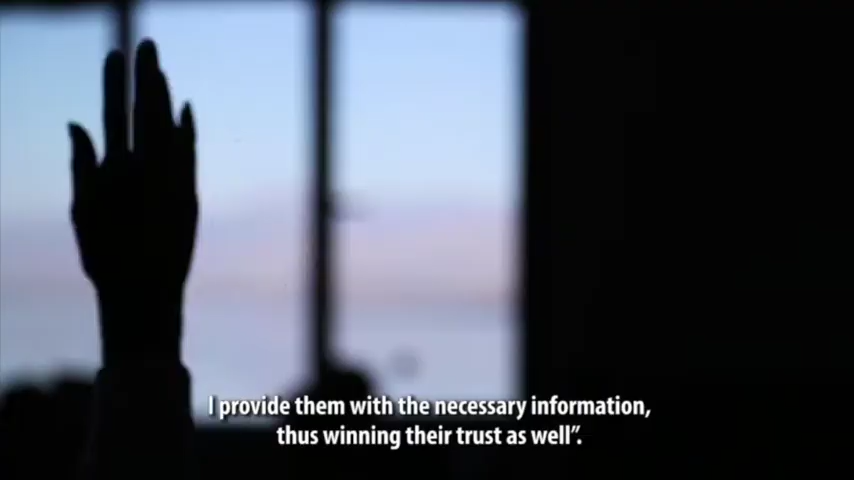 I provide them with the necessary information,
thus winning their trust as well”.